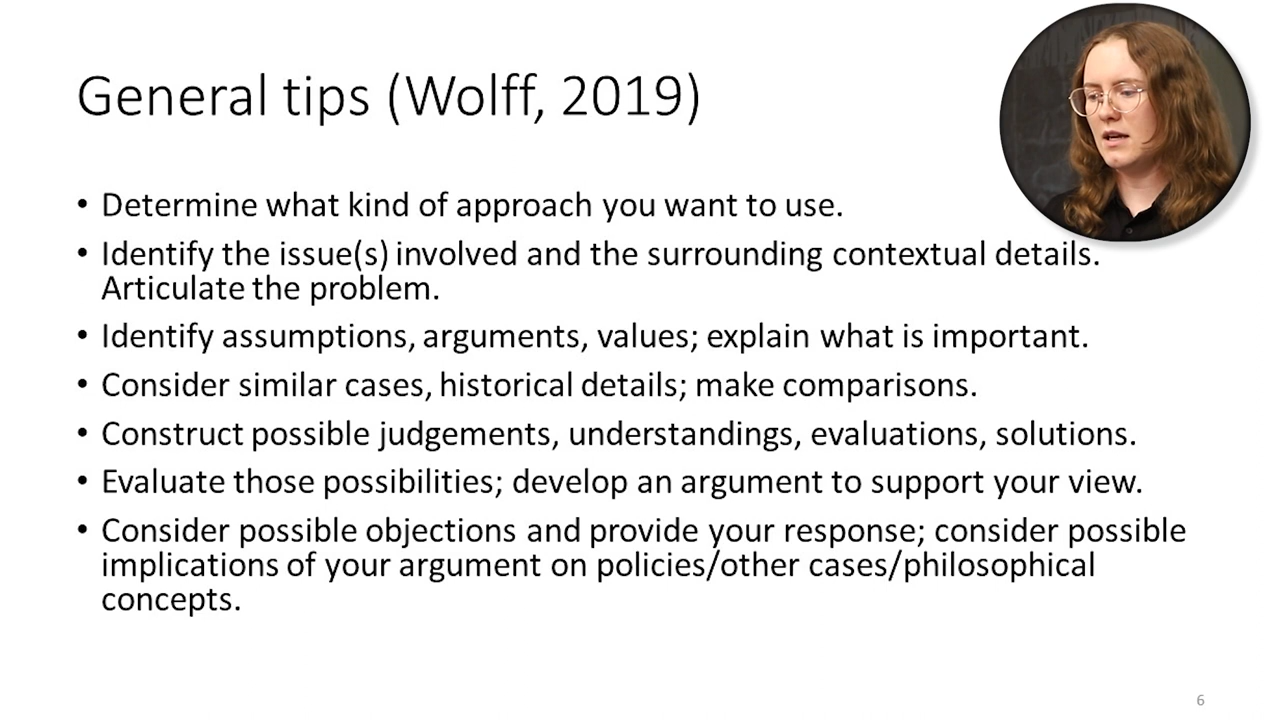 General tips (Wolff, 2019)
• Determine what kind of approach you want to use.
• Identify the issue(s) involved and the surrounding contextual details.
Articulate the problem.
• Identify assumptions, arguments, values; explain what is important.
• Consider similar cases, historical details; make comparisons.
• Construct possible judgements, understandings, evaluations, solutions.
• Evaluate those possibilities; develop an argument to support your view.
• Consider possible objections and provide your response; consider possible
implications of your argument on policies/other cases/philosophical
concepts.
6